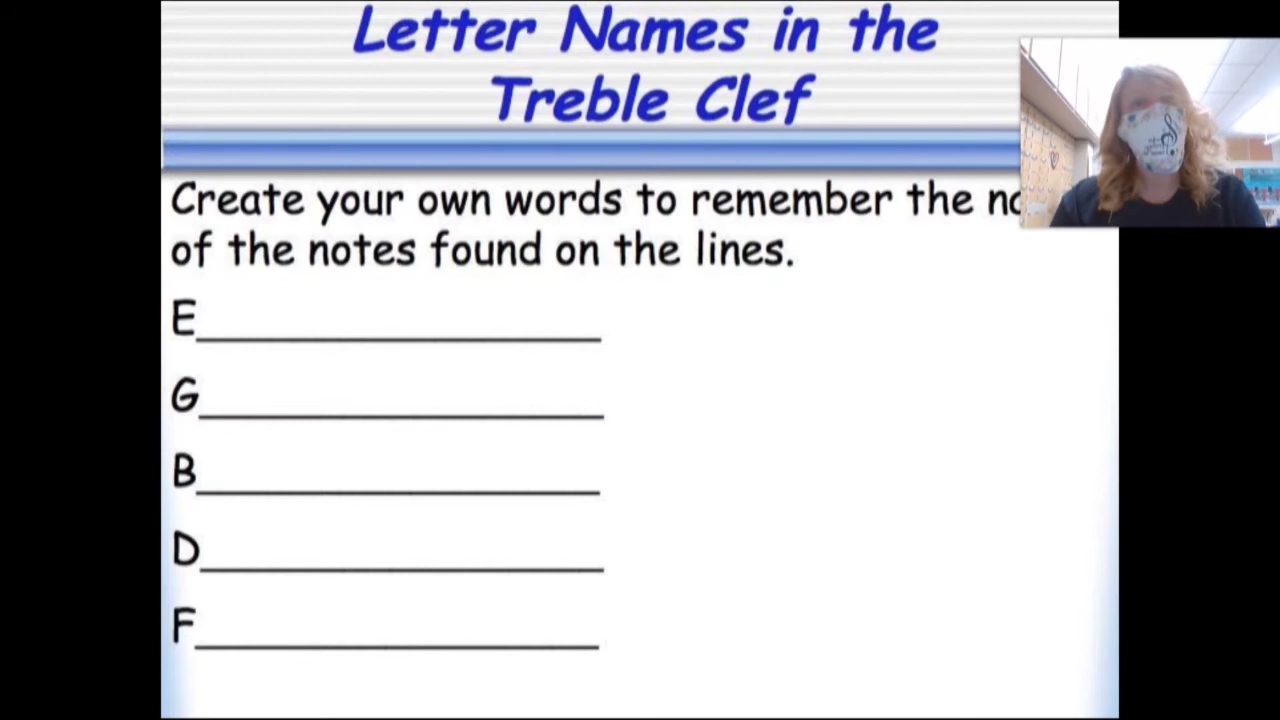 Letter Names in the
Treble Clef
Create your own words to remember the
of the notes found on the lines.
E
G
B
D
F